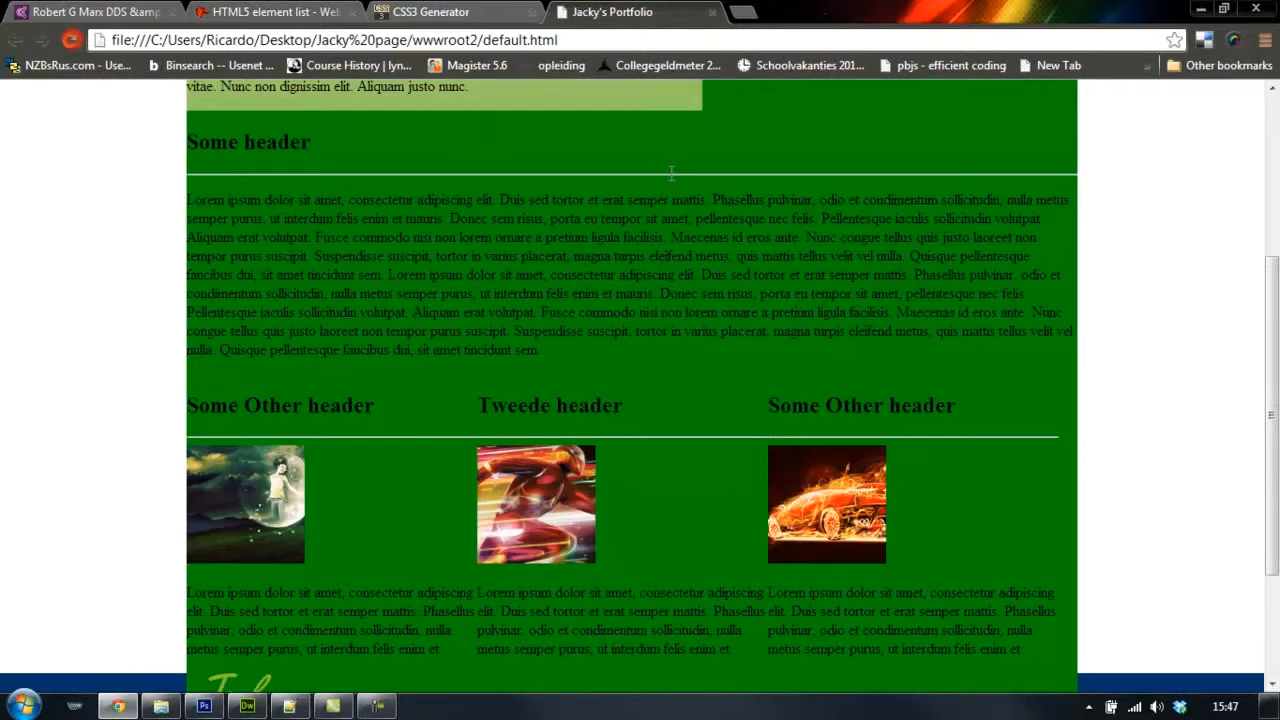 Robert G Marx DDS &amp
HTML5 element list - Web
CSS3 Generator
Jacky's Portfolio
file:///C:/Users/Ricardo/Desktop/Jacky%20page/wwwroot2/default.html
NZBsRus.com - Use...
Binsearch -- Usenet ...
Course History | lyn...
Magister 5.6
opleiding
Collegegeldmeter 2...
Schoolvakanties 201...
pbjs - efficient coding
New Tab
»
Other bookmarks
vitae. Nunc non dignissim elit. Aliquam justo nunc.
Some header
Lorem ipsum dolor sit amet, consectetur adipiscing elit. Duis sed tortor et erat semper mattis. Phasellus pulvinar, odio et condimentum sollicitudin, nulla metus
semper purus, ut interdum felis enim et mauris. Donec sem risus, porta eu tempor sit amet, pellentesque nec felis. Pellentesque iaculis sollicitudin volutpat.
Aliquam erat volutpat. Fusce commodo nisi non lorem ornare a pretium ligula facilisis. Maecenas id eros ante. Nunc congue tellus quis justo laoreet non
tempor purus suscipit. Suspendisse suscipit, tortor in varius placerat, magna turpis eleifend metus, quis mattis tellus velit vel nulla. Quisque pellentesque
faucibus dui, sit amet tincidunt sem. Lorem ipsum dolor sit amet, consectetur adipiscing elit. Duis sed tortor et erat semper mattis. Phasellus pulvinar, odio et
condimentum sollicitudin, nulla metus semper purus, ut interdum felis enim et mauris. Donec sem risus, porta eu tempor sit amet, pellentesque nec felis.
Pellentesque iaculis sollicitudin volutpat. Aliquam erat volutpat. Fusce commodo nisi non lorem ornare a pretium ligula facilisis. Maecenas id eros ante. Nunc
congue tellus quis justo laoreet non tempor purus suscipit. Suspendisse suscipit, tortor in varius placerat, magna turpis eleifend metus, quis mattis tellus velit vel
nulla. Quisque pellentesque faucibus dui, sit amet tincidunt sem.
Some Other header
Tweede header
Some Other header
Lorem ipsum dolor sit amet, consectetur adipiscing
elit. Duis sed tortor et erat semper mattis. Phasellus
pulvinar, odio et condimentum sollicitudin, nulla
metus semper purus, ut interdum felis enim et
Lorem ipsum dolor sit amet, consectetur adipiscing
elit. Duis sed tortor et erat semper mattis. Phasellus
pulvinar, odio et condimentum sollicitudin, nulla
metus semper purus, ut interdum felis enim et
Lorem ipsum dolor sit amet, consectetur adipiscing
elit. Duis sed tortor et erat semper mattis. Phasellus
pulvinar, odio et condimentum sollicitudin, nulla
metus semper purus, ut interdum felis enim et
Ps
Dw
15:47